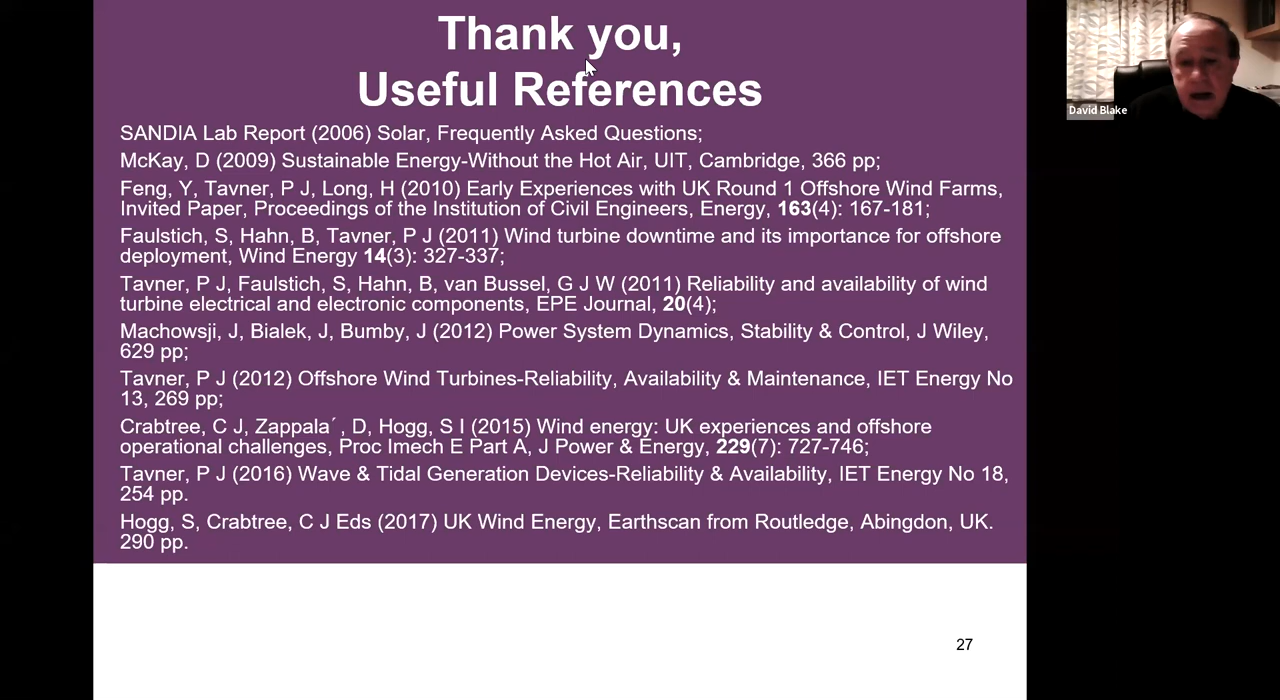 Thank you,
Useful References
SANDIA Lab Report (2006) Solar, Frequently Asked Questions;
McKay, D (2009) Sustainable Energy-Without the Hot Air, UIT, Cambridge, 366 pp;
Feng, Y, Tavner, P J, Long, H (2010) Early Experiences with UK Round 1 Offshore Wind Farms,
Invited Paper, Proceedings of the Institution of Civil Engineers, Energy, 163(4): 167-181;
Faulstich, S, Hahn, B, Tavner, P J (2011) Wind turbine downtime and its importance for offshore
deployment, Wind Energy 14(3): 327-337;
Tavner, P J, Faulstich, S, Hahn, B, van Bussel, G J W (2011) Reliability and availability of wind
turbine electrical and electronic components, EPE Journal, 20(4);
Machowsji, J, Bialek, J, Bumby, J (2012) Power System Dynamics, Stability & Control, J Wiley,
629 pp;
Tavner, P J (2012) Offshore Wind Turbines-Reliability, Availability & Maintenance, IET Energy No
13, 269 pp;
Crabtree, C J, Zappala´, D, Hogg, S I (2015) Wind energy: UK experiences and offshore
operational challenges, Proc Imech E Part A, J Power & Energy, 229(7): 727-746;
Tavner, P J (2016) Wave & Tidal Generation Devices-Reliability & Availability, IET Energy No 18,
254 pp.
Hogg, S, Crabtree, C J Eds (2017) UK Wind Energy, Earthscan from Routledge, Abingdon, UK.
290 pp.
27
David Blake